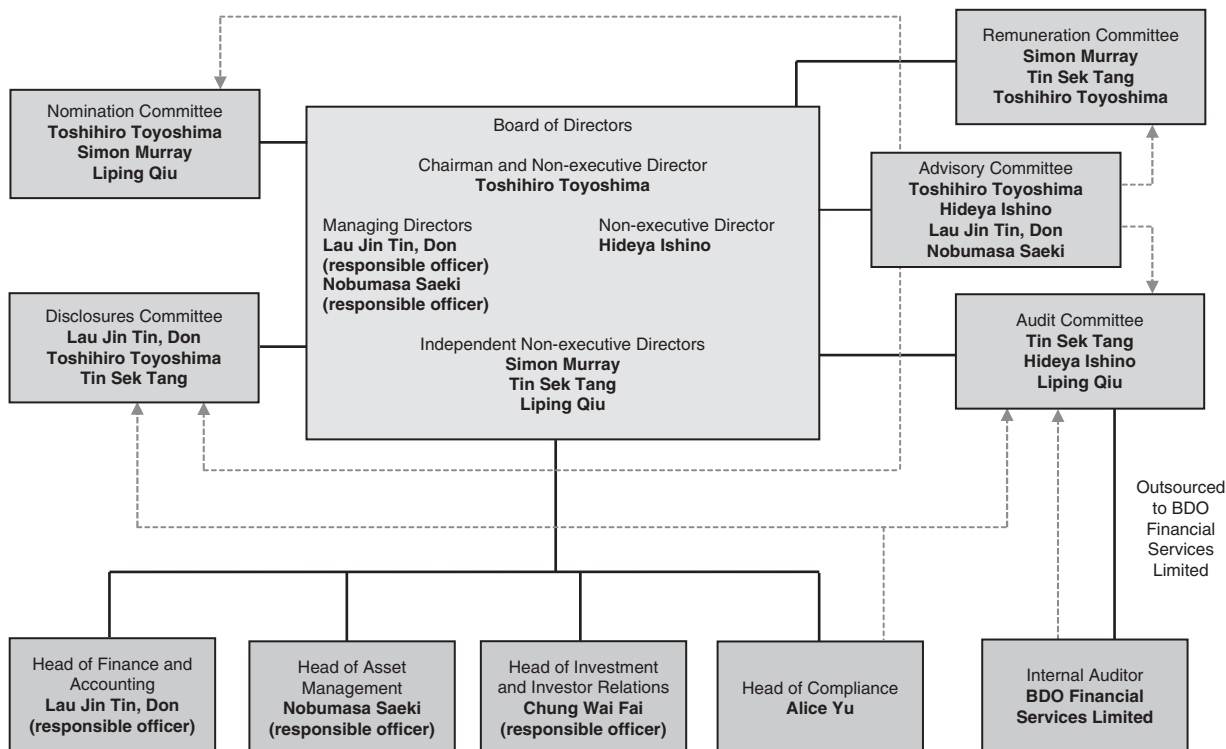 Remuneration Committee
Simon Murray
Tin Sek Tang
Toshihiro Toyoshima
Nomination Committee
Toshihiro Toyoshima
Simon Murray
Liping Qiu
Board of Directors
Chairman and Non-executive Director
Toshihiro Toyoshima
Managing Directors
Lau Jin Tin, Don
(responsible officer)
Nobumasa Saeki
(responsible officer)
Non-executive Director
Hideya Ishino
Independent Non-executive Directors
Simon Murray
Tin Sek Tang
Liping Qiu
Advisory Committee
Toshihiro Toyoshima
Hideya Ishino
Lau Jin Tin, Don
Nobumasa Saeki
Disclosures Committee
Lau Jin Tin, Don
Toshihiro Toyoshima
Tin Sek Tang
Audit Committee
Tin Sek Tang
Hideya Ishino
Liping Qiu
Outsourced
to BDO
Financial
Services
Limited
Head of Finance and
Accounting
Lau Jin Tin, Don
(responsible officer)
Head of Asset
Management
Nobumasa Saeki
(responsible officer)
Head of Investment
and Investor Relations
Chung Wai Fai
(responsible officer)
Head of Compliance
Alice Yu
Internal Auditor
BDO Financial
Services Limited